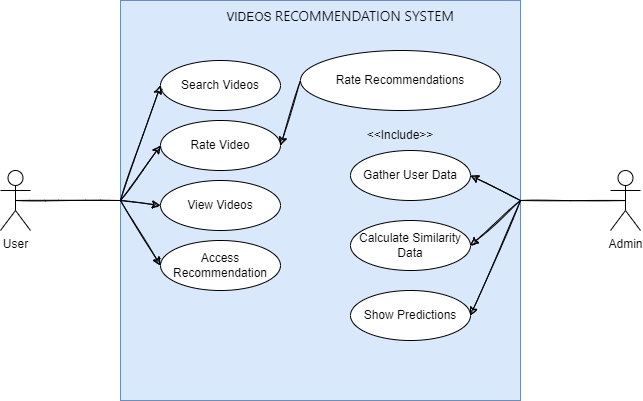 VIDEOS RECOMMENDATION SYSTEM
Search Videos
Rate Recommendations
Rate Video
<<Include>>
Gather User Data
View Videos
User
Admin
Calculate Similarity
Data
Access
Recommendation
Show Predictions